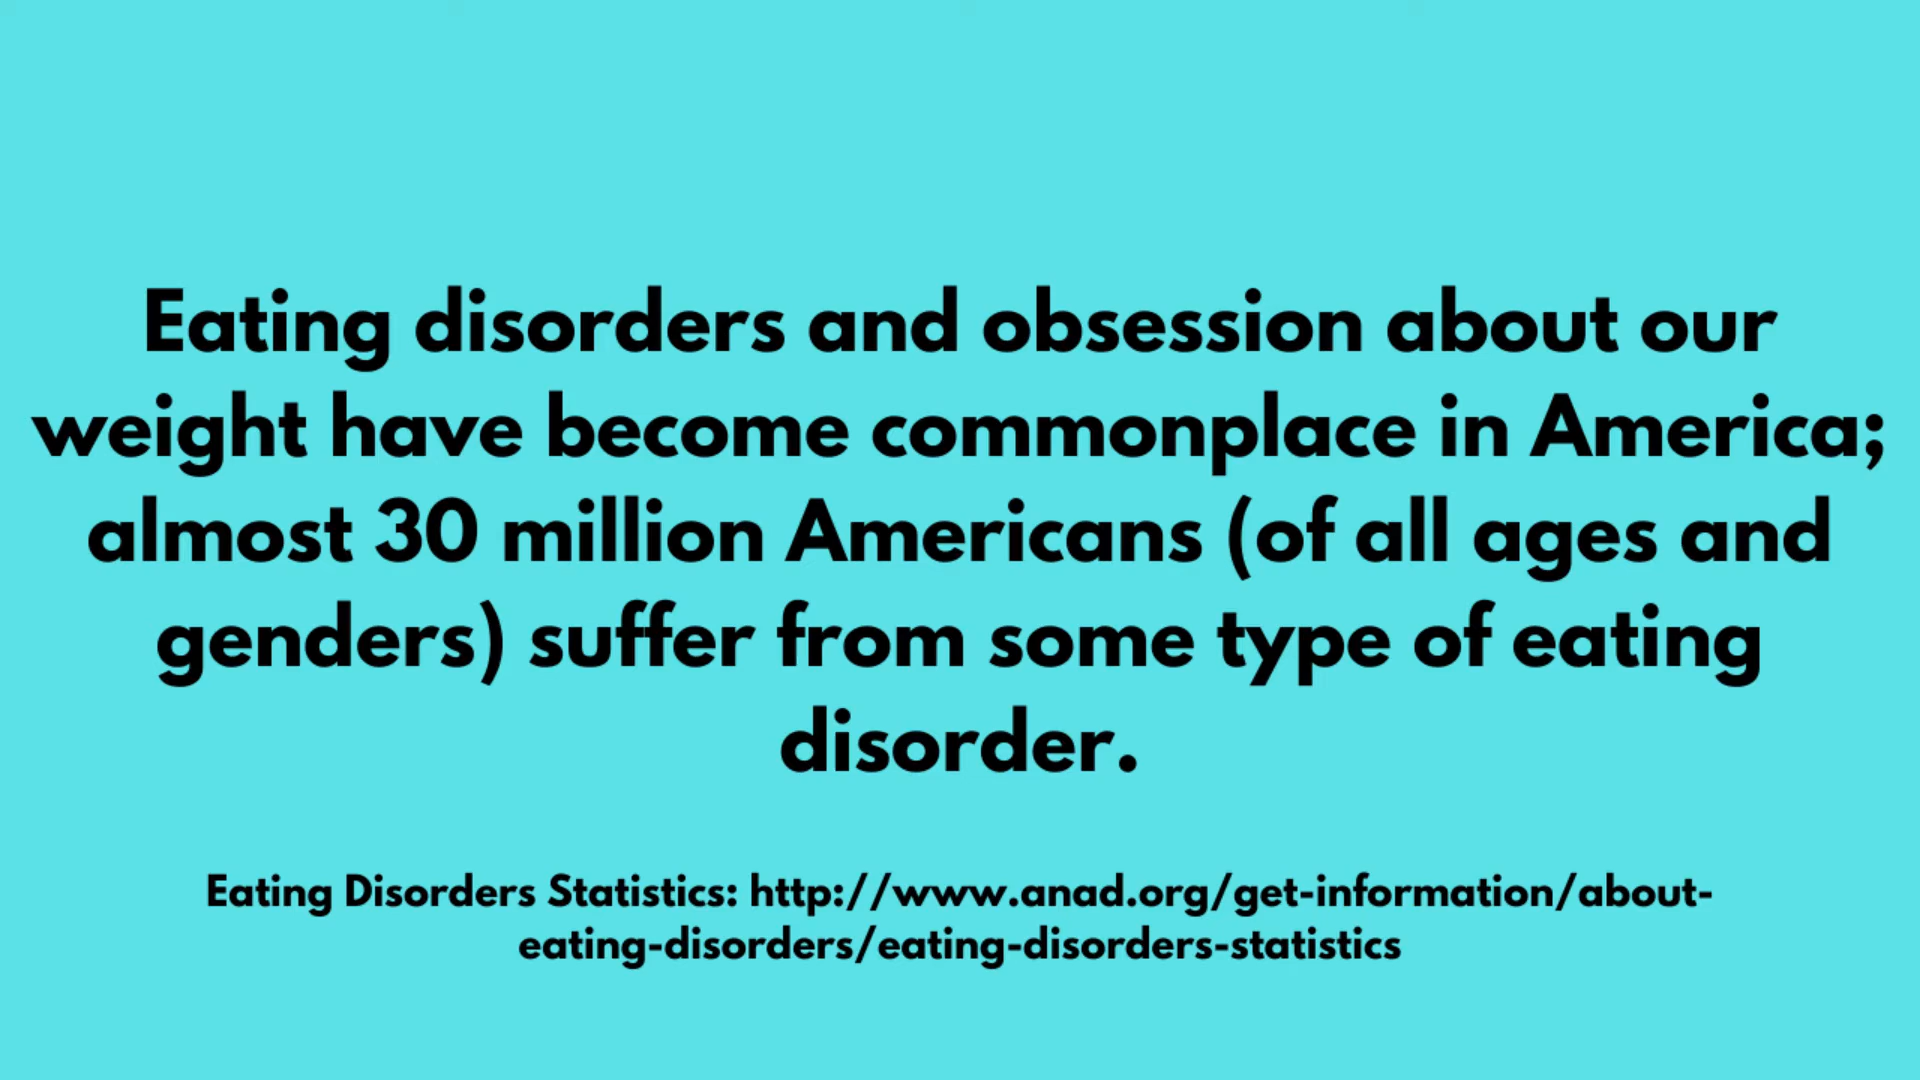 Eating disorders and obsession about our
weight have become commonplace in America;
almost 30 million Americans (of all ages and
genders) suffer from some type of eating
disorder.
Eating Disorders Statistics: http://www.anad.org/get-information/about-
eating-disorders/eating-disorders-statistics